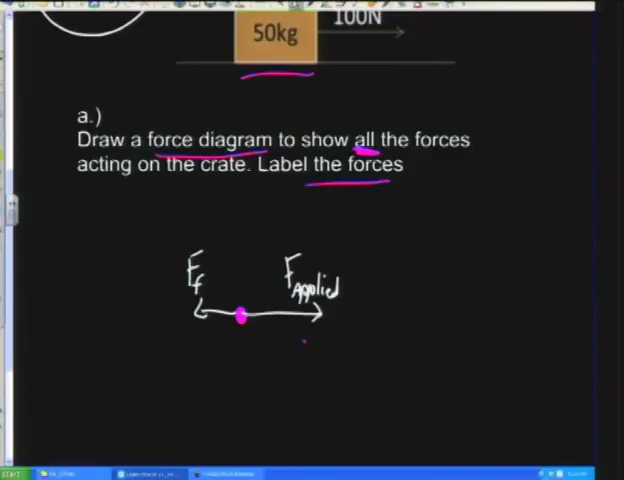 100N
50kg
a.)
Draw a force diagram to show all the forces
acting on the crate. Label the forces
Ff FApplied
START